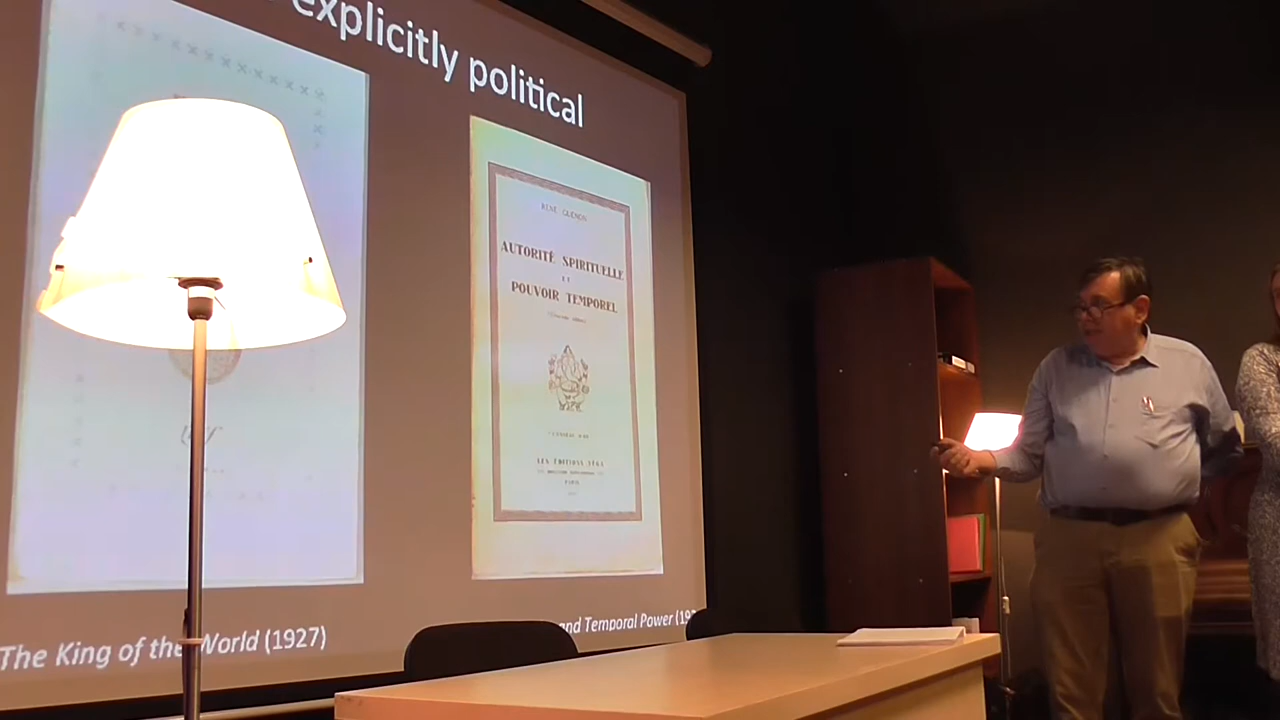 explicitly political
RENÉ GUÉNON
AUTORITÉ SPIRITUELLE
ET
POUVOIR TEMPOREL
LES ÉDITIONS VÉGA
PARIS
The King of the World (1927)
and Temporal Power (192